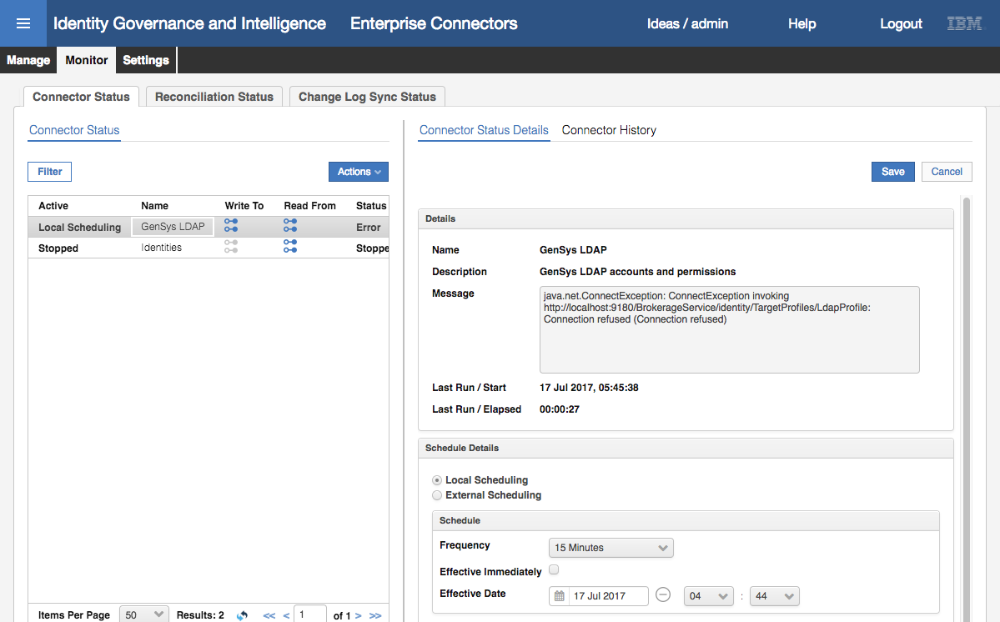 Identity Governance and Intelligence Enterprise Connectors Ideas / admin Help Logout IBM
Manage Monitor Settings
Connector Status Reconciliation Status Change Log Sync Status
Connector Status
Filter Actions
Active Name Write To Read From Status
Local Scheduling GenSys LDAP Error
Stopped Identities Stoppe
Items Per Page 50 Results: 2 << < 1 of 1 > >>
Connector Status Details Connector History
Save Cancel
Details
Name GenSys LDAP
Description GenSys LDAP accounts and permissions
Message java.net.ConnectException: ConnectException invoking
http://localhost:9180/BrokerageService/identity/TargetProfiles/LdapProfile:
Connection refused (Connection refused)
Last Run / Start 17 Jul 2017, 05:45:38
Last Run / Elapsed 00:00:27
Schedule Details
Local Scheduling
External Scheduling
Schedule
Frequency 15 Minutes
Effective Immediately
Effective Date 17 Jul 2017 04 : 44